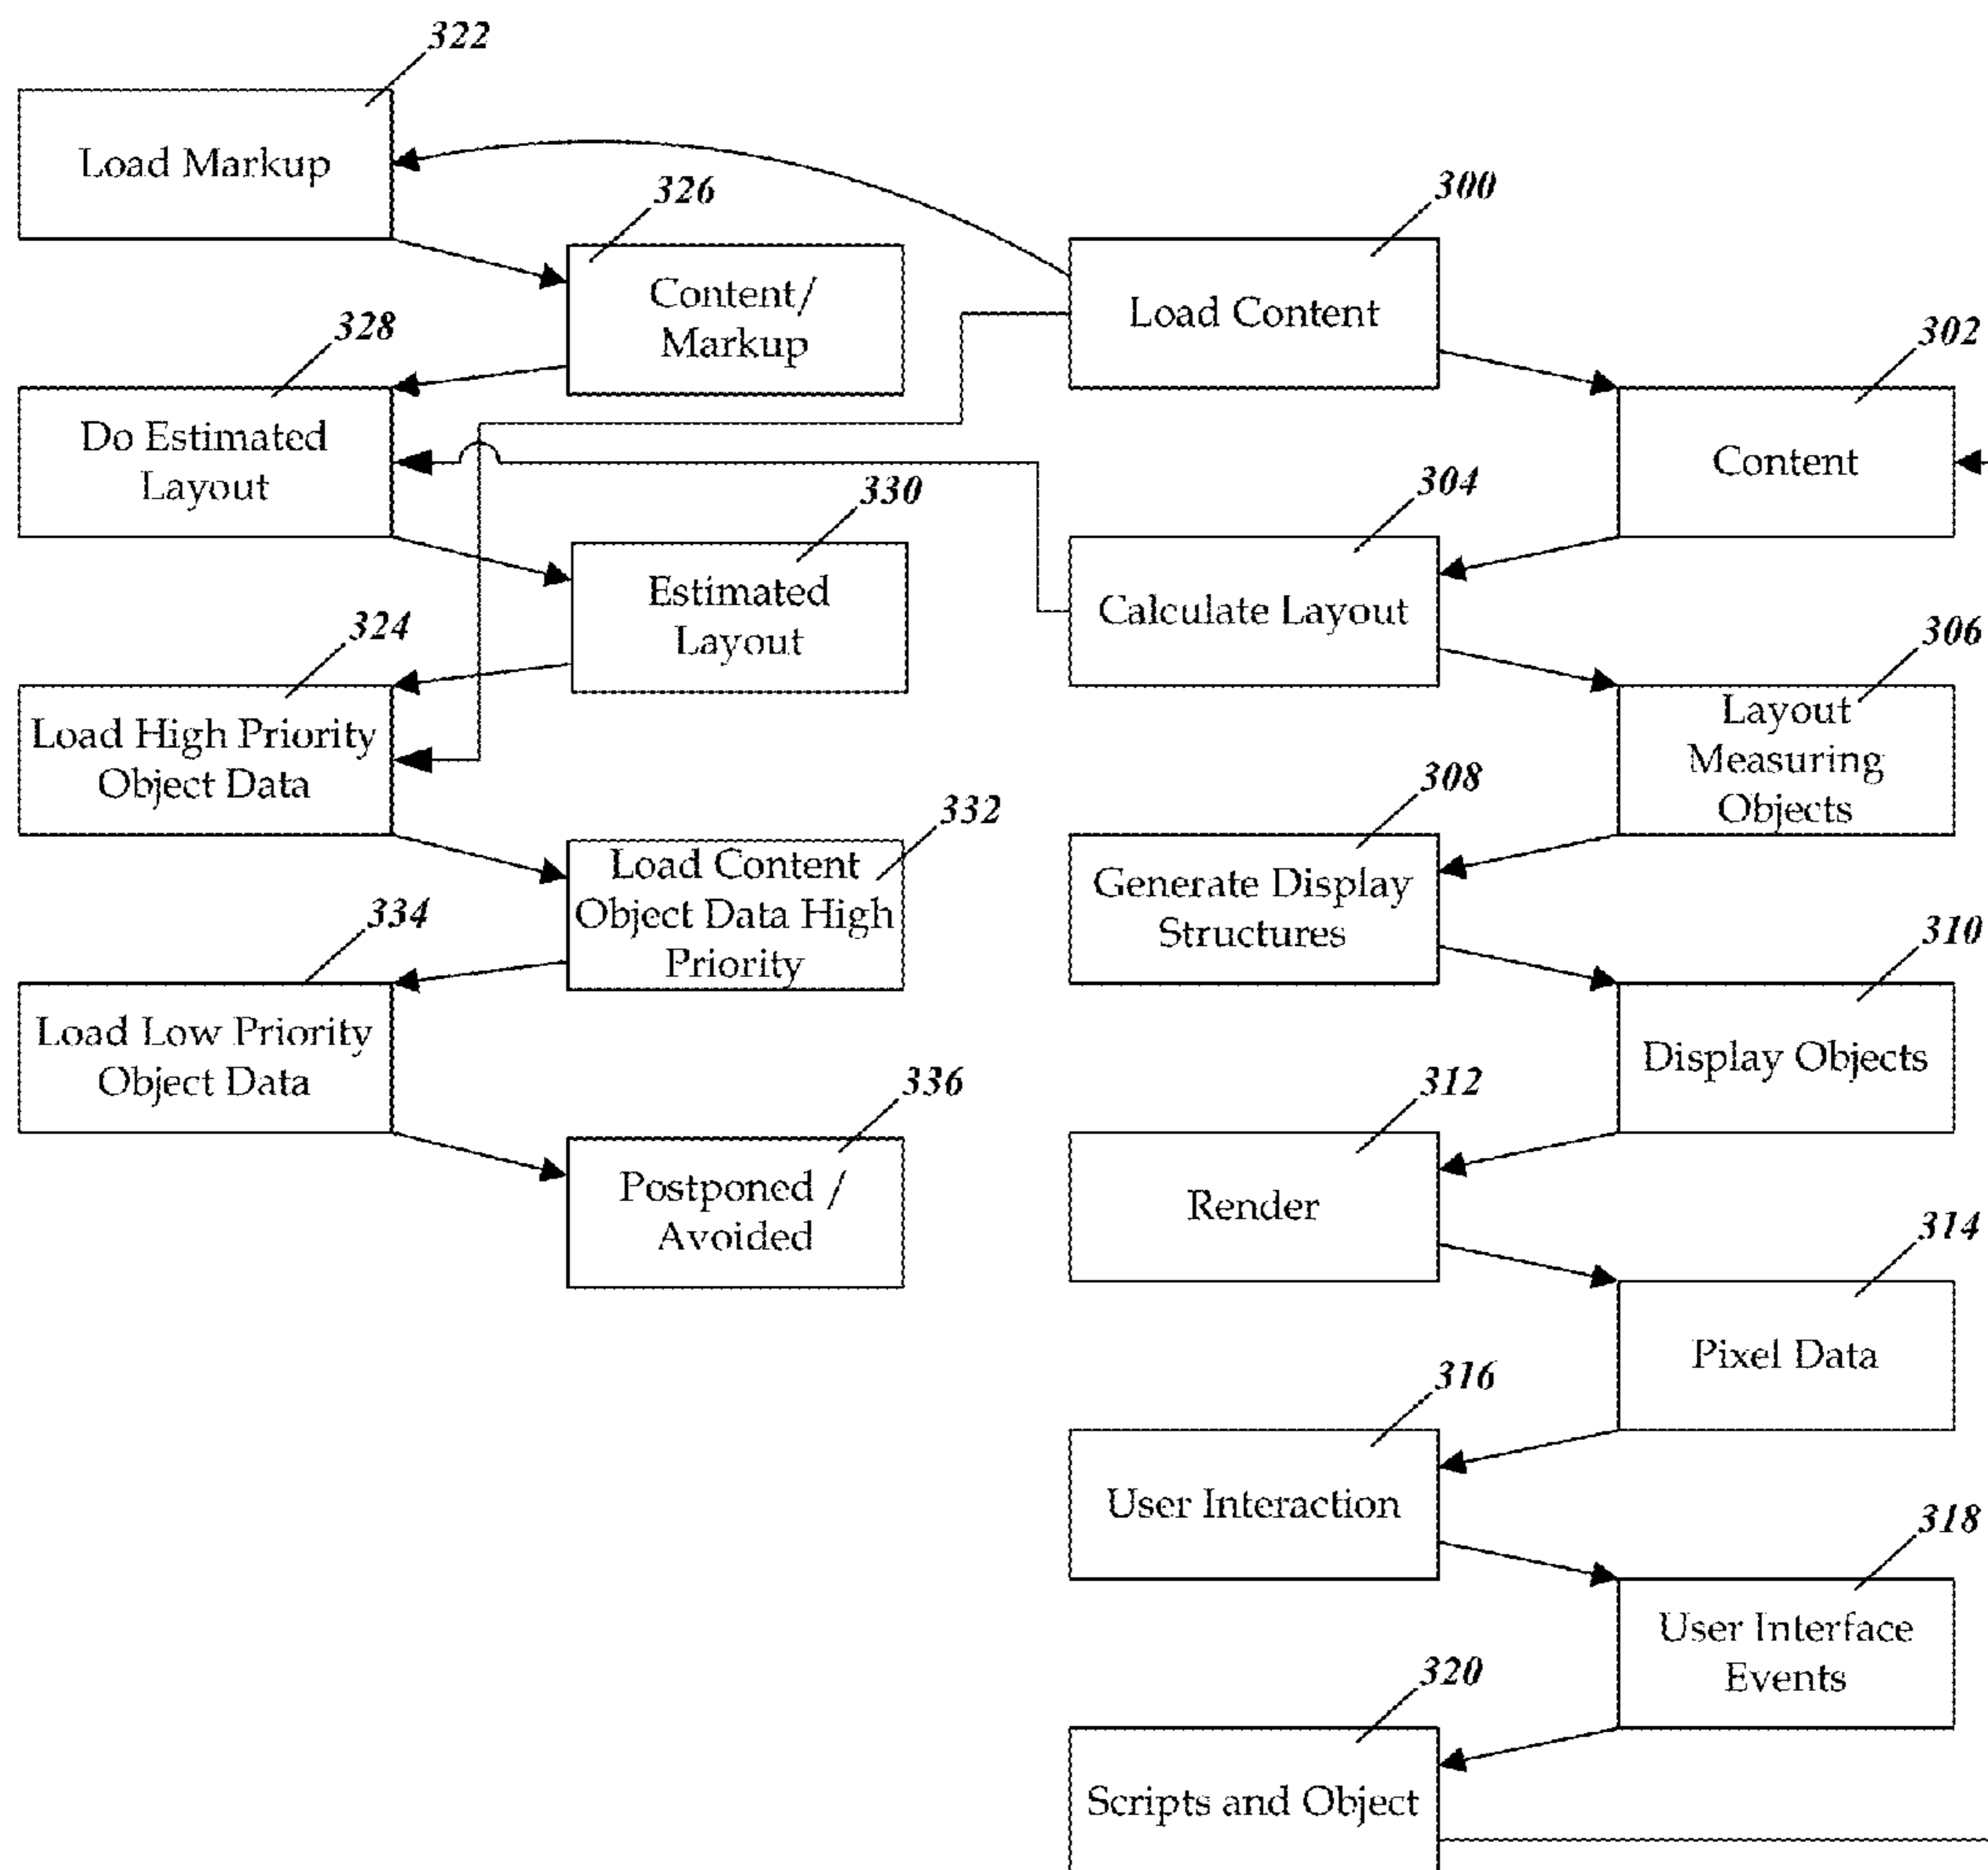 322
Load Markup
326
300
Content/
Markup
Load Content
328
302
Do Estimated
Layout
Content
330
304
Estimated
Layout
Calculate Layout
324
306
Load High Priority
Object Data
Layout
Measuring
Objects
332
308
Load Content
Object Data High
Priority
Generate Display
Structures
334
310
Load Low Priority
Object Data
Display Objects
336
312
Postponed /
Avoided
Render
314
Pixel Data
316
User Interaction
318
User Interface
Events
320
Scripts and Object